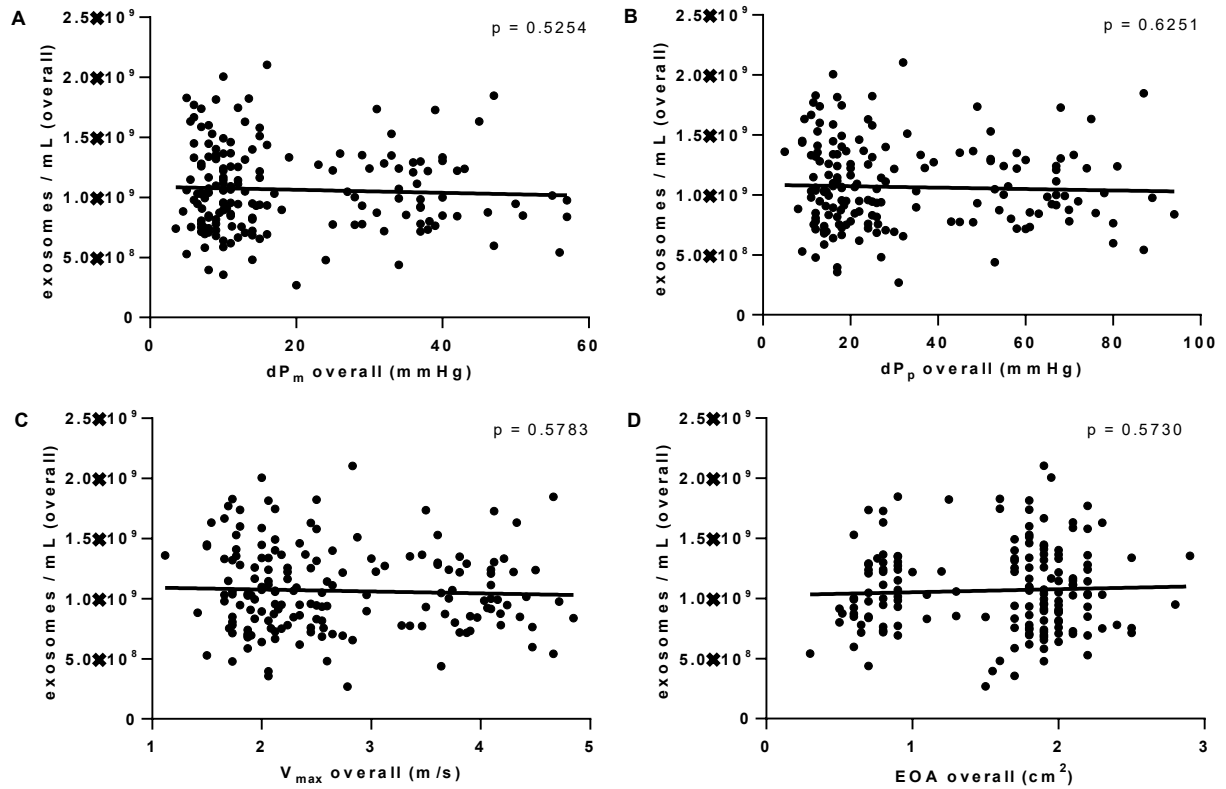 A
p = 0.5254
exosomes / mL (overall)
2.5✖10⁹
2.0✖10⁹
1.5✖10⁹
1.0✖10⁹
5.0✖10⁸
0
0 20 40 60
dPₘ overall (mmHg)
B
p = 0.6251
exosomes / mL (overall)
2.5✖10⁹
2.0✖10⁹
1.5✖10⁹
1.0✖10⁹
5.0✖10⁸
0
0 20 40 60 80 100
dPₚ overall (mmHg)
C
p = 0.5783
exosomes / mL (overall)
2.5✖10⁹
2.0✖10⁹
1.5✖10⁹
1.0✖10⁹
5.0✖10⁸
0
1 2 3 4 5
Vₘₐₓ overall (m/s)
D
p = 0.5730
exosomes / mL (overall)
2.5✖10⁹
2.0✖10⁹
1.5✖10⁹
1.0✖10⁹
5.0✖10⁸
0
0 1 2 3
EOA overall (cm²)